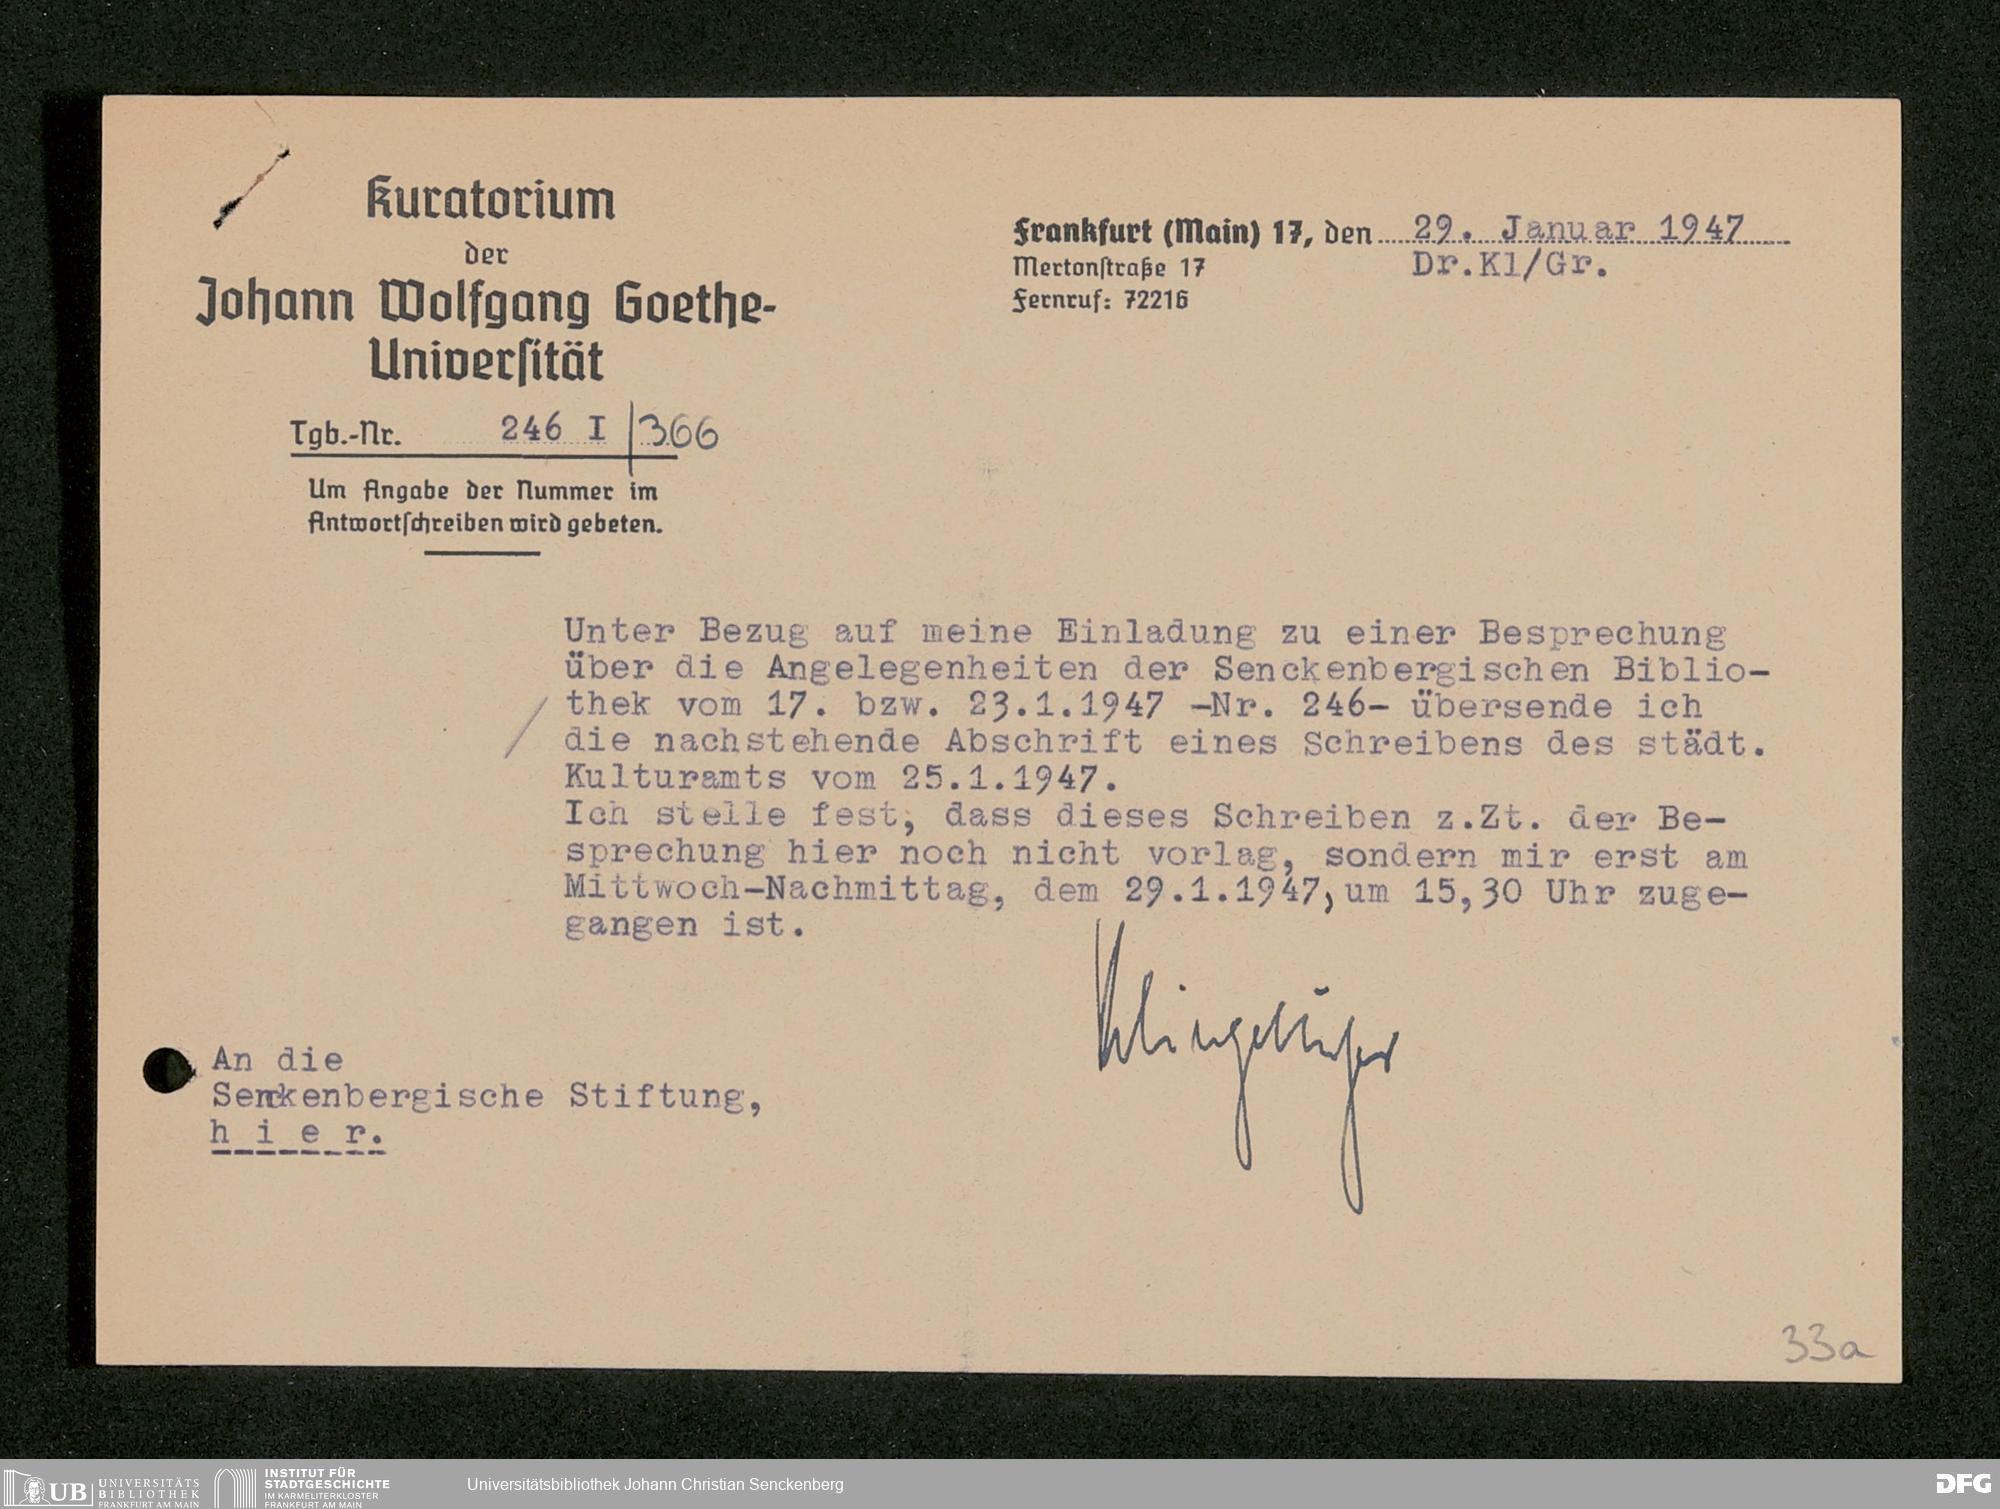 Kuratorium
der
Johann Wolfgang Goethe-
Universität
Tgb.-Nr. 246 I/366
Um Angabe der Nummer im
Antwortschreiben wird gebeten.
Frankfurt (Main) 17, den 29. Januar 1947
Mertonstraße 17 Dr.Kl/Gr.
Fernruf: 72216
Unter Bezug auf meine Einladung zu einer Besprechung
über die Angelegenheiten der Senckenbergischen Biblio-
thek vom 17. bzw. 23.1.1947 -Nr. 246- übersende ich
die nachstehende Abschrift eines Schreibens des städt.
Kulturamts vom 25.1.1947.
Ich stelle fest, dass dieses Schreiben z.Zt. der Be-
sprechung hier noch nicht vorlag, sondern mir erst am
Mittwoch-Nachmittag, dem 29.1.1947, um 15,30 Uhr zuge-
gangen ist.
An die
Senckenbergische Stiftung,
h i e r.
33a
UB UNIVERSITÄTS
BIBLIOTHEK
FRANKFURT AM MAIN
INSTITUT FÜR
STADTGESCHICHTE
IM KARMELITERKLOSTER
FRANKFURT AM MAIN
Universitätsbibliothek Johann Christian Senckenberg
DFG